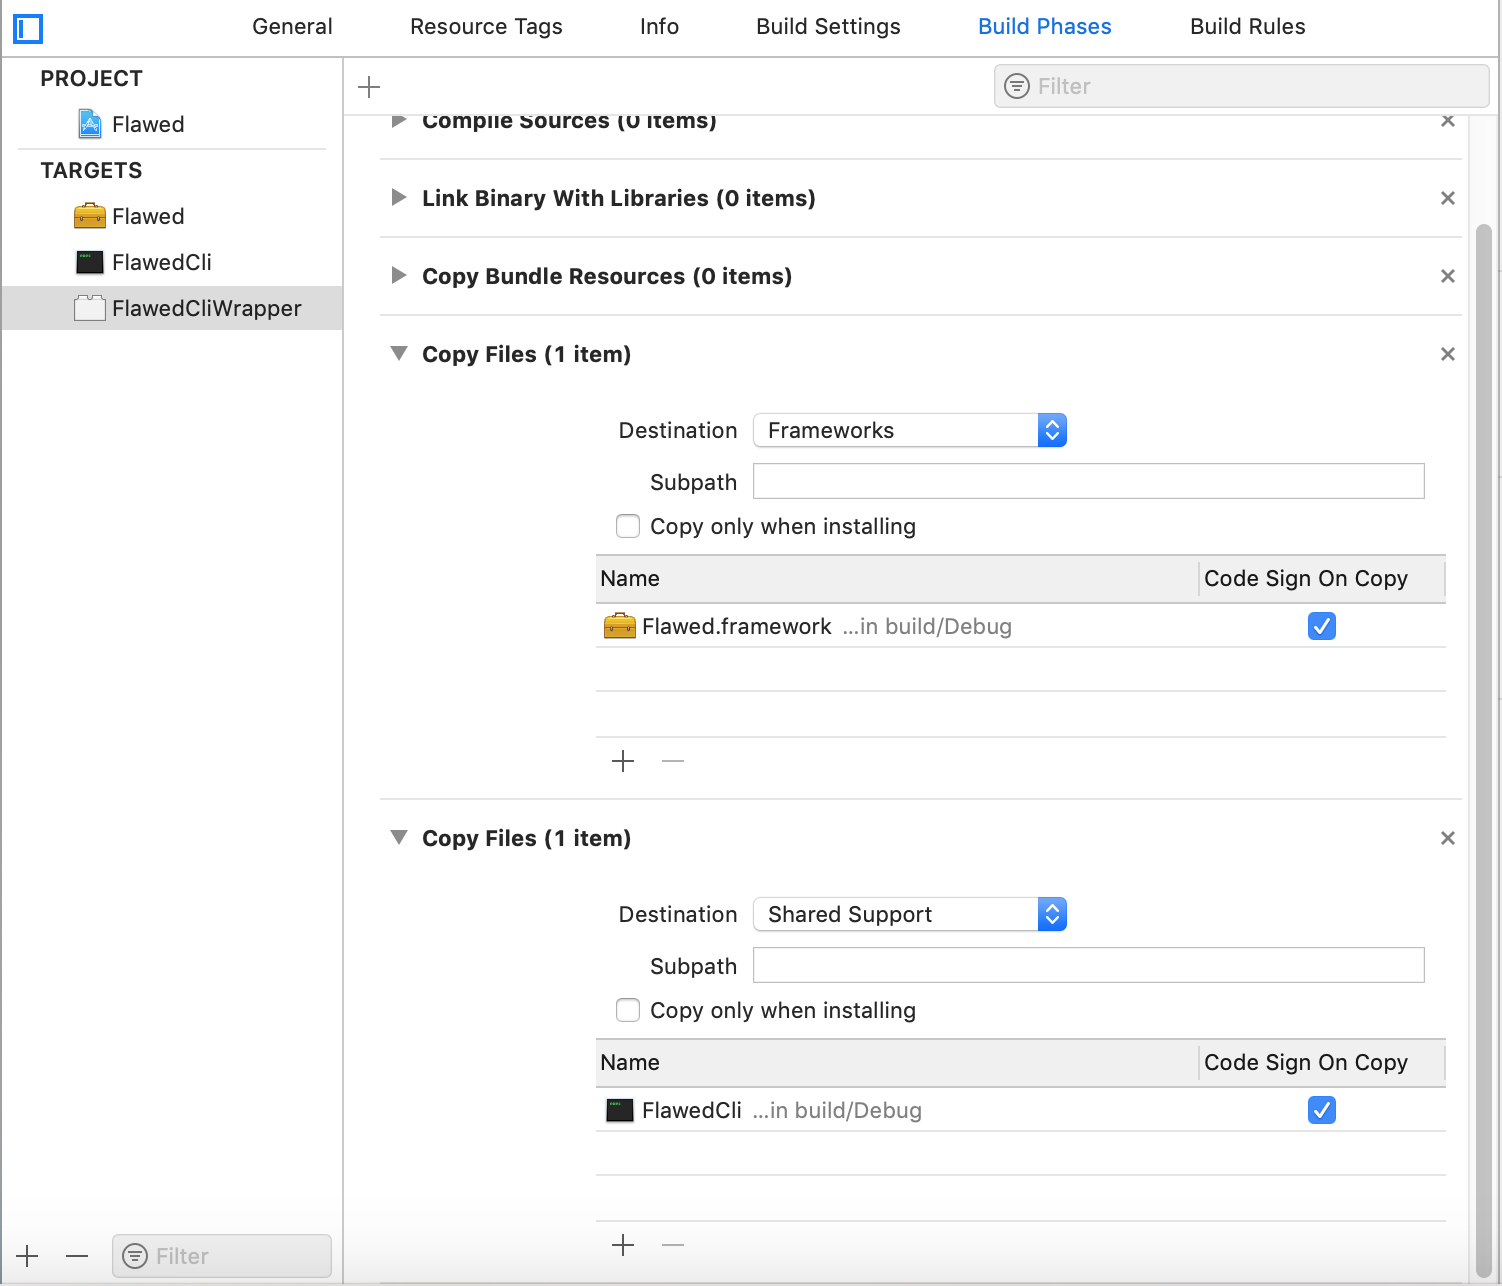 General Resource Tags Info Build Settings Build Phases Build Rules
PROJECT
Flawed
TARGETS
Flawed
FlawedCli
FlawedCliWrapper
Filter
Filter
Compile Sources (0 items)
Link Binary With Libraries (0 items)
Copy Bundle Resources (0 items)
Copy Files (1 item)
Destination Frameworks
Subpath
Copy only when installing
Name Code Sign On Copy
Flawed.framework ...in build/Debug
Copy Files (1 item)
Destination Shared Support
Subpath
Copy only when installing
Name Code Sign On Copy
FlawedCli ...in build/Debug